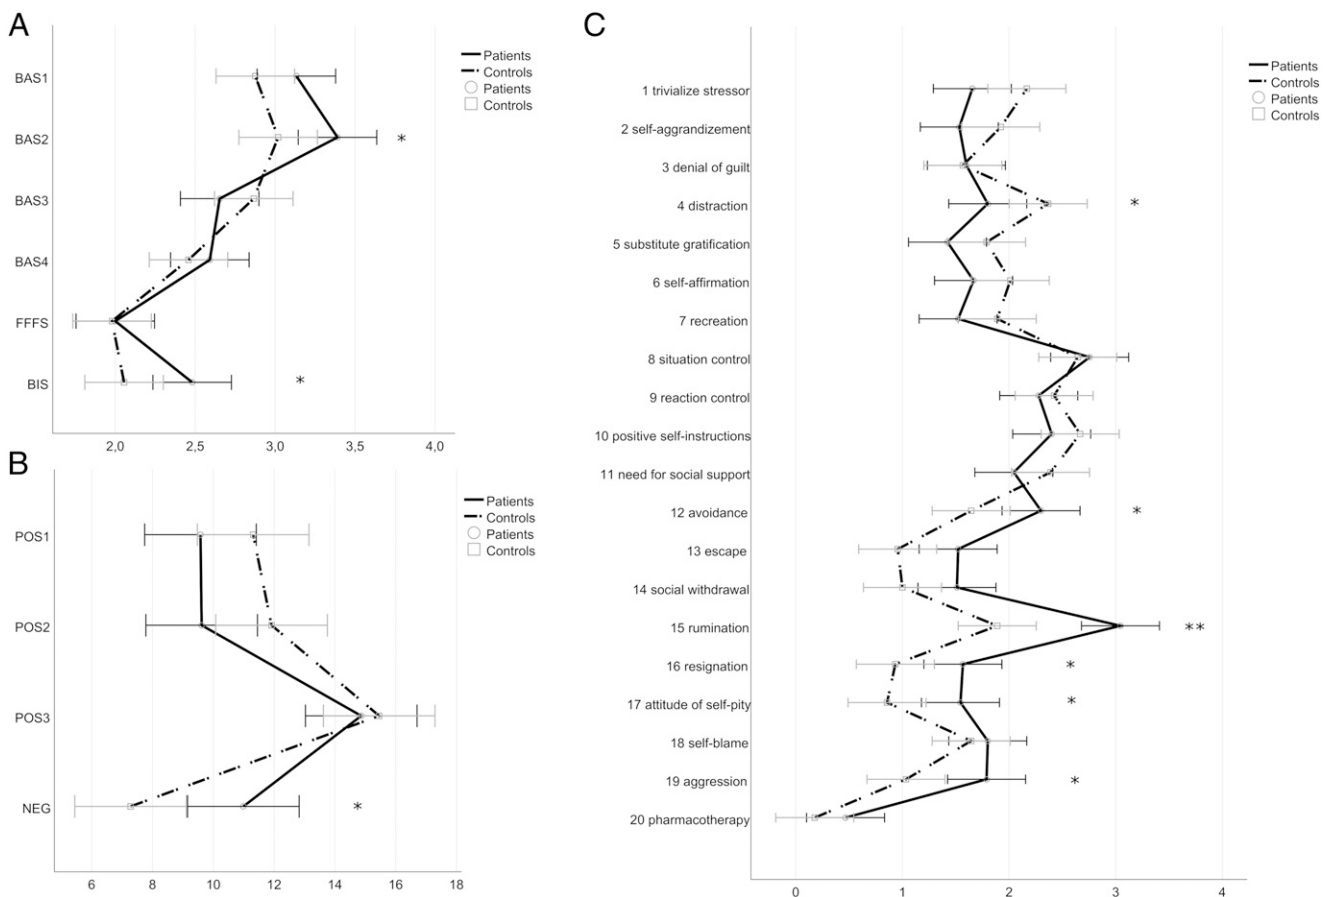 A
BAS1
BAS2
BAS3
BAS4
FFFS
BIS
*
*
2,0 2,5 3,0 3,5 4,0
Patients
Controls
Patients
Controls
B
POS1
POS2
POS3
NEG
*
6 8 10 12 14 16 18
Patients
Controls
Patients
Controls
C
1 trivialize stressor
2 self-aggrandizement
3 denial of guilt
4 distraction *
5 substitute gratification
6 self-affirmation
7 recreation
8 situation control
9 reaction control
10 positive self-instructions
11 need for social support
12 avoidance *
13 escape
14 social withdrawal
15 rumination **
16 resignation *
17 attitude of self-pity *
18 self-blame
19 aggression *
20 pharmacotherapy
0 1 2 3 4
Patients
Controls
Patients
Controls